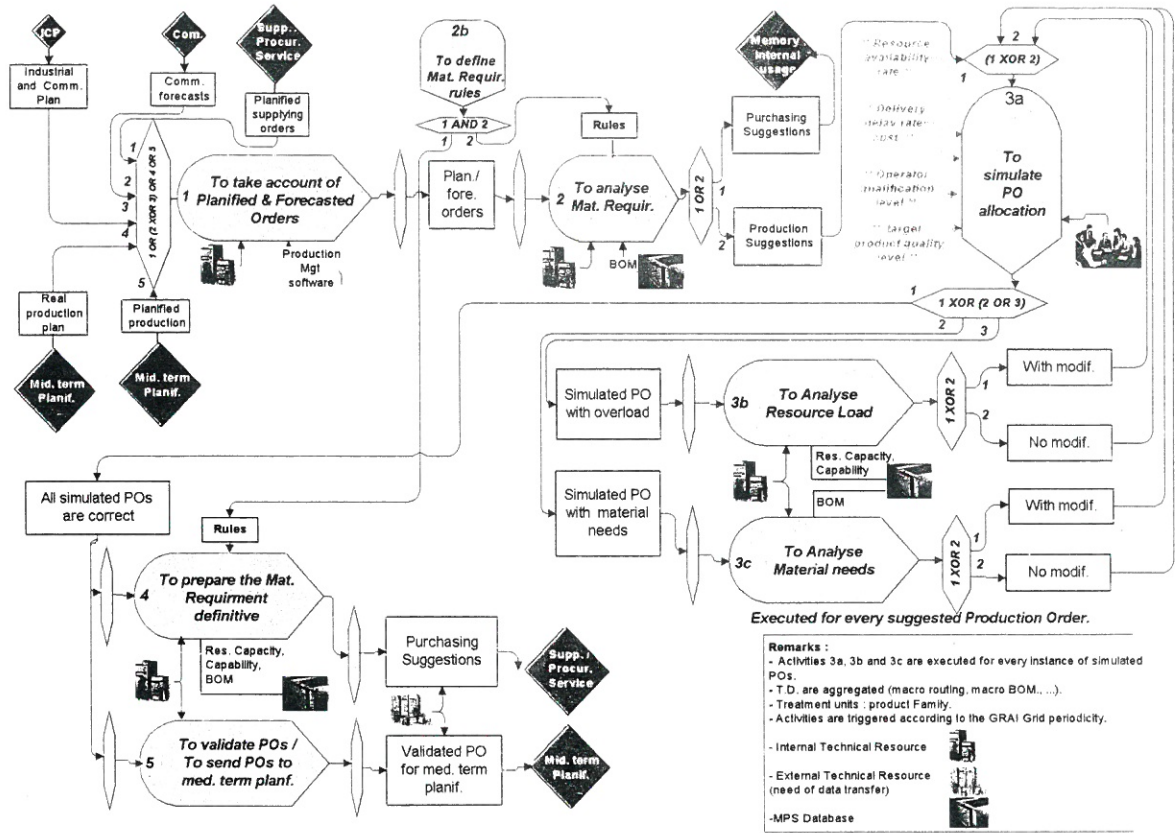 ICP
Industrial
and Comm.
Plan
Com.
Comm.
forecasts
Supp./
Procur.
Service
Planified
supplying
orders
2b
To define
Mat. Requir.
rules
1 AND 2
1
2
Rules
1
2
3
4
5
1 OR (2 XOR 3) OR 4 OR 5
1
To take account of
Planified & Forecasted
Orders
Production
Mgt
software
Real
production
plan
Mid. term
Planif.
Planified
production
Mid. term
Planif.
Plan./
fore.
orders
2
To analyse
Mat. Requir.
BOM
1 OR 2
1
2
Memory
Internal
Purchasing
Suggestions
Production
Suggestions
" Resource
availability
rate "
" Delivery
delay rate-
cost "
" Operator
qualification
level "
" Target
product quality
level "
2
1
(1 XOR 2)
3a
To
simulate
PO
allocation
1
1 XOR (2 OR 3)
2
3
Simulated PO
with overload
3b
To Analyse
Resource Load
1 XOR 2
1
2
With modif.
No modif.
Res. Capacity,
Capability
Simulated
PO
with material
needs
BOM
3c
To Analyse
Material needs
1 XOR 2
1
2
With modif.
No modif.
Executed for every suggested Production Order.
All simulated POs
are correct
Rules
4
To prepare the Mat.
Requirment
definitive
Res. Capacity,
Capability,
BOM
Purchasing
Suggestions
Supp. /
Procur.
Service
5
To validate POs /
To send POs to
med. term planf.
Validated PO
for med. term
planif.
Mid. term
Planif.
Remarks :
- Activities 3a, 3b and 3c are executed for every instance of simulated
POs.
- T.D. are aggregated (macro routing, macro BOM., ...).
- Treatment units : product Family.
- Activities are triggered according to the GRAI Grid periodicity.
- Internal Technical Resource
- External Technical Resource
(need of data transfer)
-MPS Database